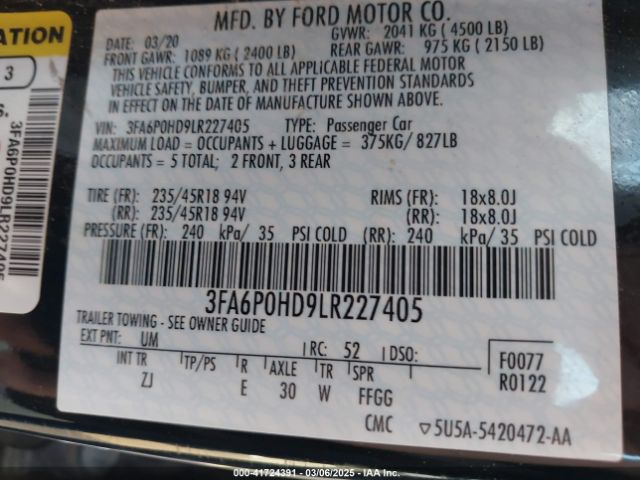 MFD. BY FORD MOTOR CO.
DATE: 03/20 GVWR: 2041 KG ( 4500 LB)
FRONT GAWR: 1089 KG ( 2400 LB) REAR GAWR: 975 KG ( 2150 LB)
THIS VEHICLE CONFORMS TO ALL APPLICABLE FEDERAL MOTOR
VEHICLE SAFETY, BUMPER, AND THEFT PREVENTION STANDARDS
IN EFFECT ON THE DATE OF MANUFACTURE SHOWN ABOVE.
VIN: 3FA6P0HD9LR227405 TYPE: Passenger Car
MAXIMUM LOAD = OCCUPANTS + LUGGAGE = 375KG/ 827LB
OCCUPANTS = 5 TOTAL; 2 FRONT, 3 REAR
TIRE (FR): 235/45R18 94V RIMS (FR): 18x8.0J
(RR): 235/45R18 94V (RR): 18x8.0J
PRESSURE (FR): 240 kPa/ 35 PSI COLD (RR): 240 kPa/ 35 PSI COLD
3FA6P0HD9LR227405
TRAILER TOWING - SEE OWNER GUIDE
EXT PNT: UM RC: 52 DSO:
F0077
R0122
INT TR TP/PS R AXLE TR SPR
ZJ E 30 W FFGG
CMC 5U5A-5420472-AA
ATION
3
3FA6P0HD9LR227405
000-41724391 - 03/06/2025 - IAA Inc.